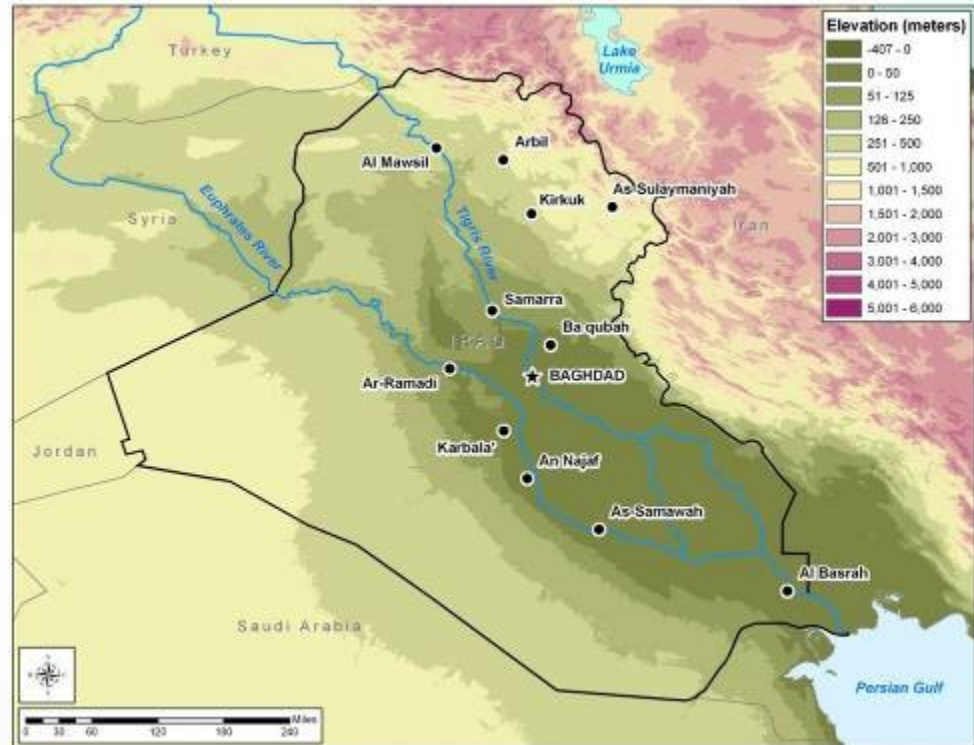 Turkey
Lake
Urmia
Elevation (meters)
-407 - 0
0 - 50
51 - 125
126 - 250
251 - 500
501 - 1,000
1,001 - 1,500
1,501 - 2,000
2,001 - 3,000
3,001 - 4,000
4,001 - 5,000
5,001 - 6,000
Al Mawsil
Arbil
Kirkuk
As-Sulaymaniyah
Syria
Euphrates River
Tigris River
Iran
Samarra
Ba qubah
IRAQ
BAGHDAD
Ar-Ramadi
Karbala'
An Najaf
Jordan
As-Samawah
Al Basrah
Saudi Arabia
Persian Gulf
Miles
0 30 60 120 180 240